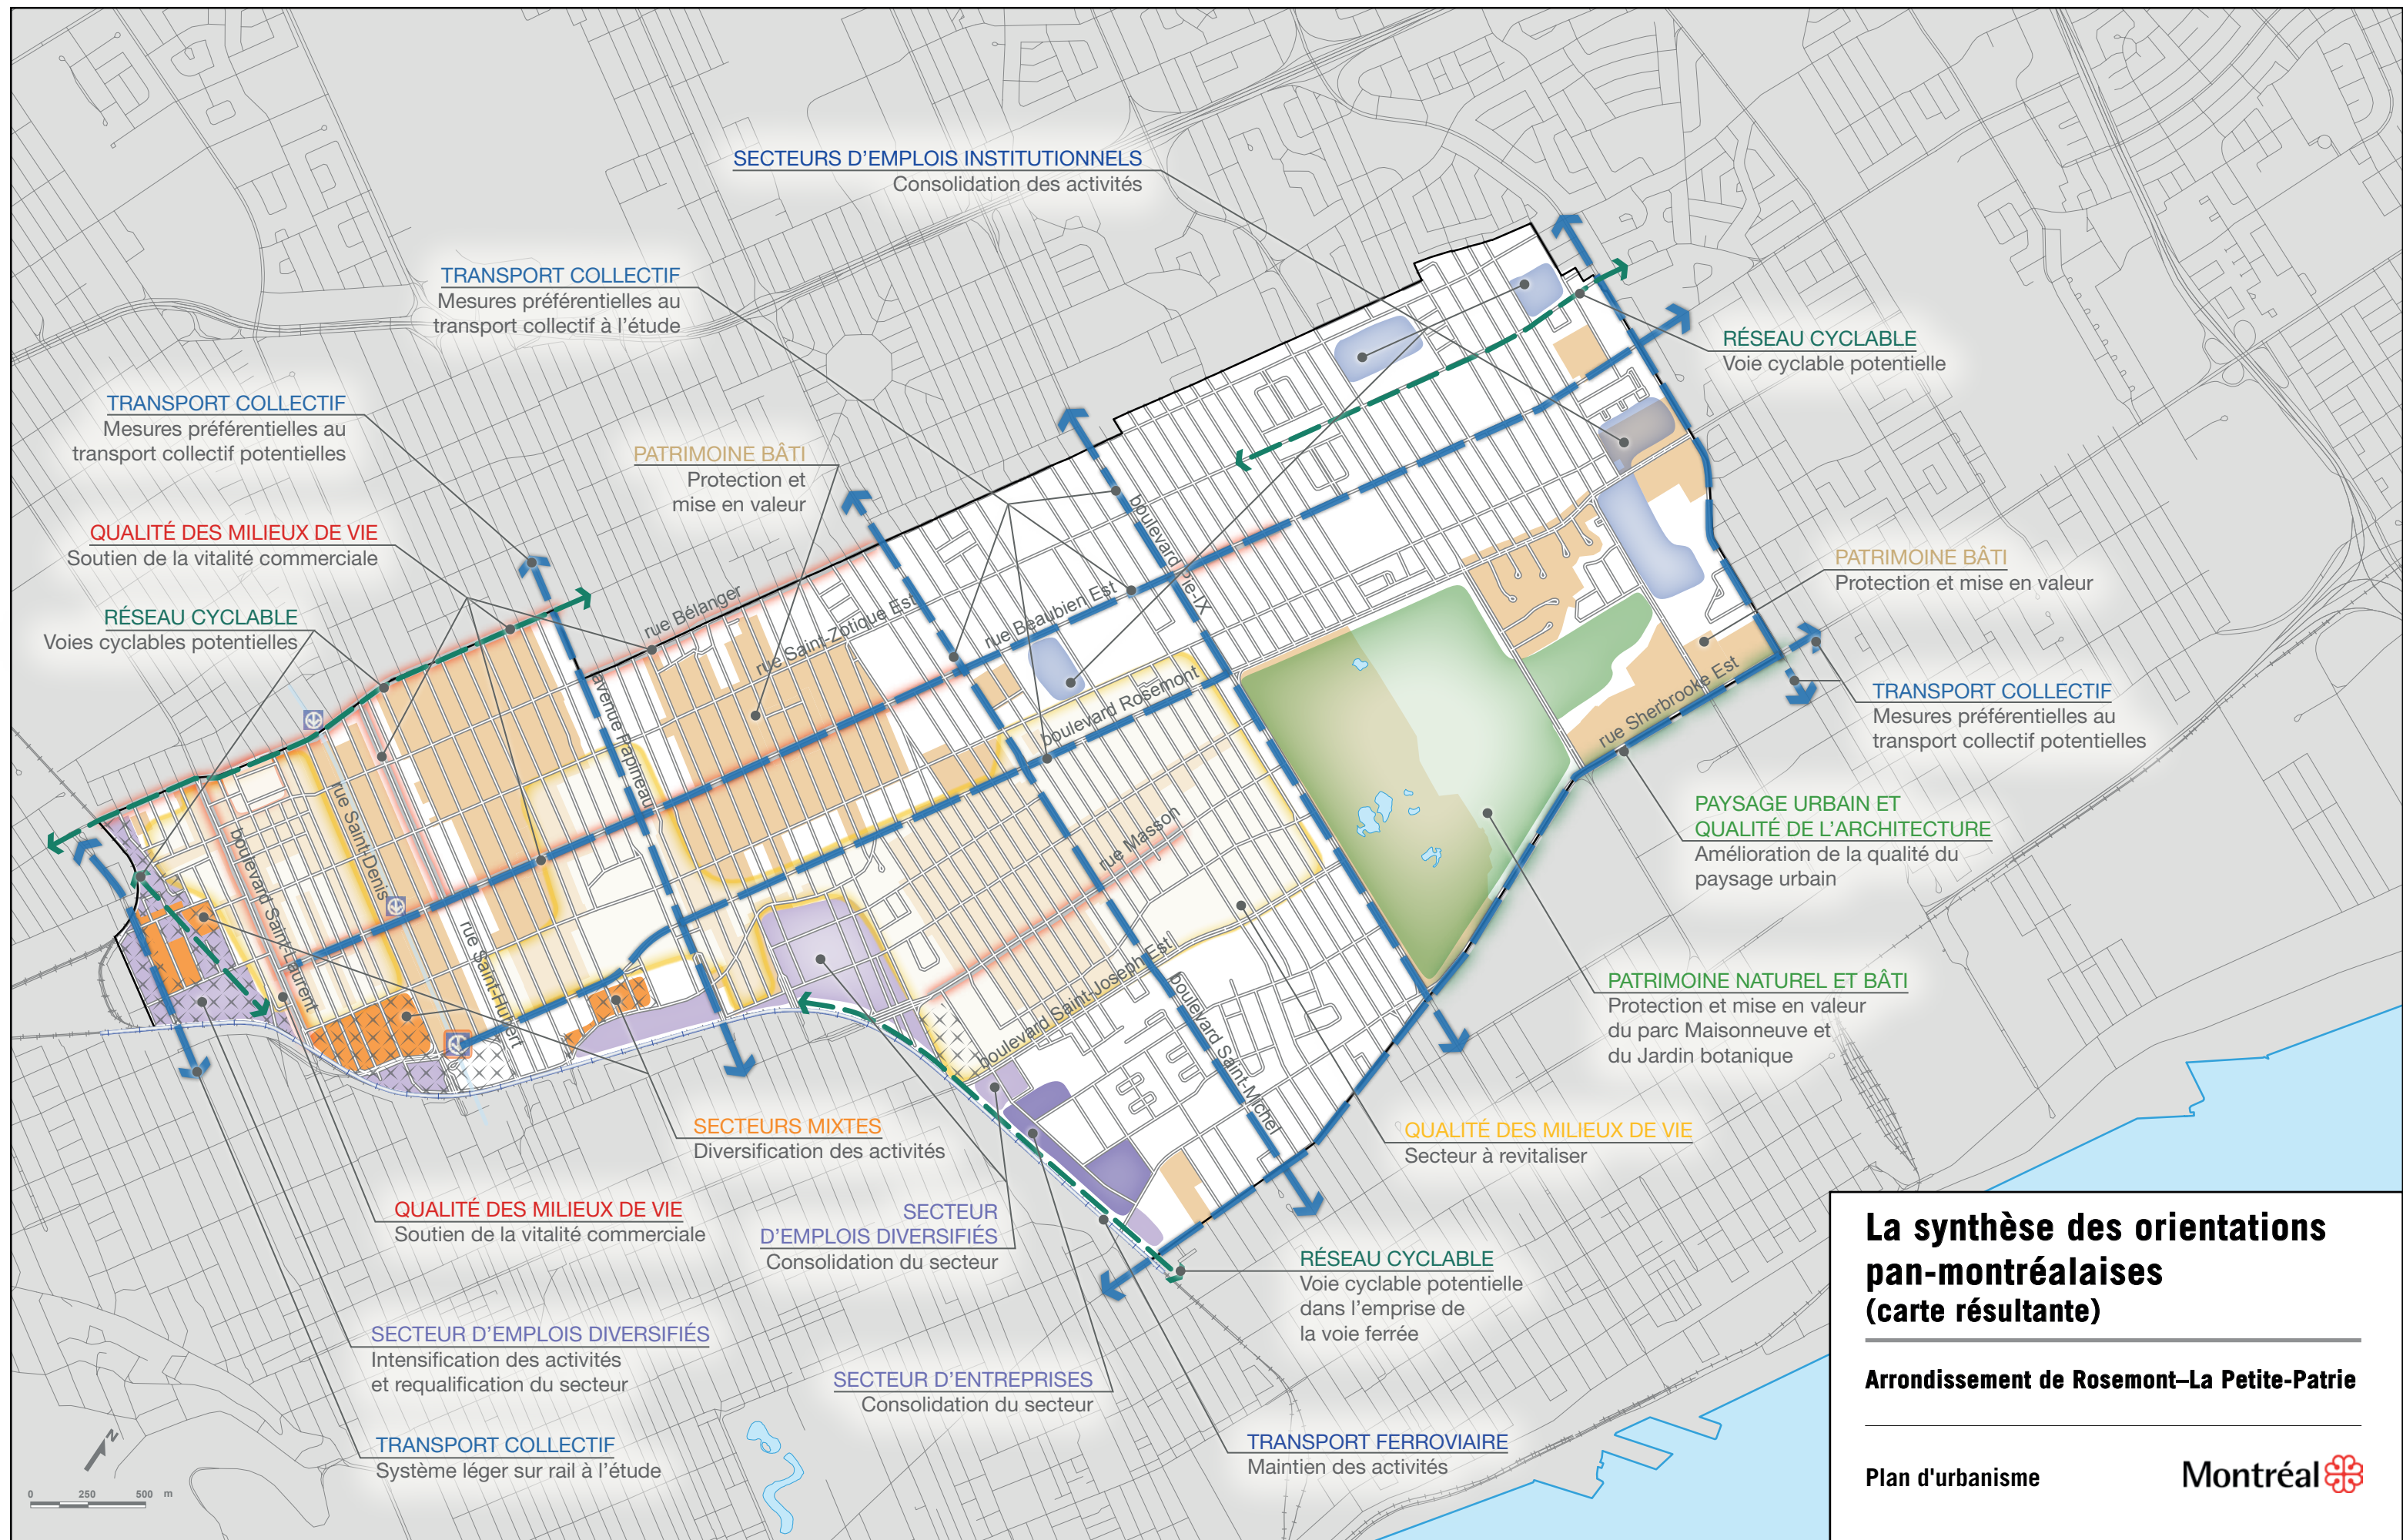 SECTEURS D'EMPLOIS INSTITUTIONNELS
Consolidation des activités
TRANSPORT COLLECTIF
Mesures préférentielles au
transport collectif à l'étude
RÉSEAU CYCLABLE
Voie cyclable potentielle
TRANSPORT COLLECTIF
Mesures préférentielles au
transport collectif potentielles
PATRIMOINE BÂTI
Protection et
mise en valeur
QUALITÉ DES MILIEUX DE VIE
Soutien de la vitalité commerciale
PATRIMOINE BÂTI
Protection et mise en valeur
RÉSEAU CYCLABLE
Voies cyclables potentielles
TRANSPORT COLLECTIF
Mesures préférentielles au
transport collectif potentielles
rue Bélanger
rue Saint-Zotique Est
rue Beaubien Est
boulevard Pie-IX
boulevard Rosemont
avenue Papineau
rue Sherbrooke Est
rue Saint-Denis
boulevard Saint-Laurent
rue Saint-Hubert
rue Masson
boulevard Saint-Joseph Est
boulevard Saint-Michel
PAYSAGE URBAIN ET
QUALITÉ DE L'ARCHITECTURE
Amélioration de la qualité du
paysage urbain
PATRIMOINE NATUREL ET BÂTI
Protection et mise en valeur
du parc Maisonneuve et
du Jardin botanique
SECTEURS MIXTES
Diversification des activités
QUALITÉ DES MILIEUX DE VIE
Secteur à revitaliser
QUALITÉ DES MILIEUX DE VIE
Soutien de la vitalité commerciale
SECTEUR
D'EMPLOIS DIVERSIFIÉS
Consolidation du secteur
RÉSEAU CYCLABLE
Voie cyclable potentielle
dans l'emprise de
la voie ferrée
SECTEUR D'EMPLOIS DIVERSIFIÉS
Intensification des activités
et requalification du secteur
SECTEUR D'ENTREPRISES
Consolidation du secteur
TRANSPORT COLLECTIF
Système léger sur rail à l'étude
TRANSPORT FERROVIAIRE
Maintien des activités
N
0 250 500 m
La synthèse des orientations
pan-montréalaises
(carte résultante)
Arrondissement de Rosemont–La Petite-Patrie
Plan d'urbanisme
Montréal